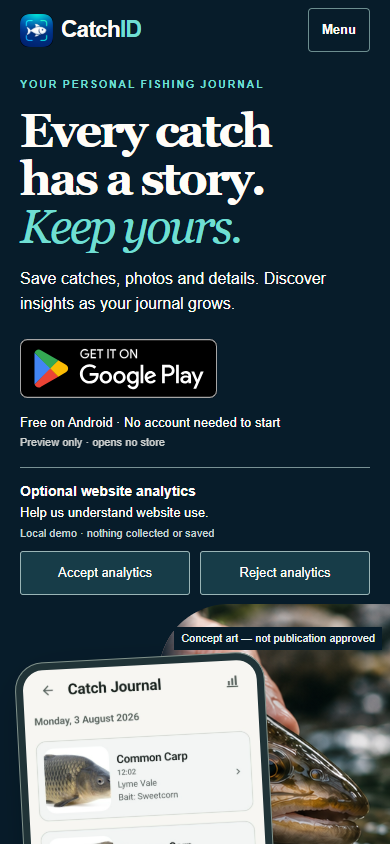 CatchID
Menu
YOUR PERSONAL FISHING JOURNAL
Every catch
has a story.
Keep yours.
Save catches, photos and details. Discover
insights as your journal grows.
GET IT ON
Google Play
Free on Android · No account needed to start
Preview only · opens no store
Optional website analytics
Help us understand website use.
Local demo · nothing collected or saved
Accept analytics
Reject analytics
Concept art — not publication approved
Catch Journal
Monday, 3 August 2026
Common Carp
12:02
Lyme Vale
Bait: Sweetcorn